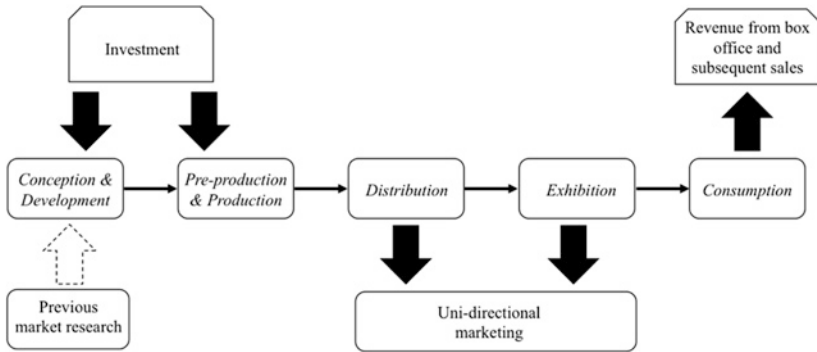 Investment
Revenue from box
office and
subsequent sales
Conception &
Development
Pre-production
& Production
Distribution
Exhibition
Consumption
Previous
market research
Uni-directional
marketing